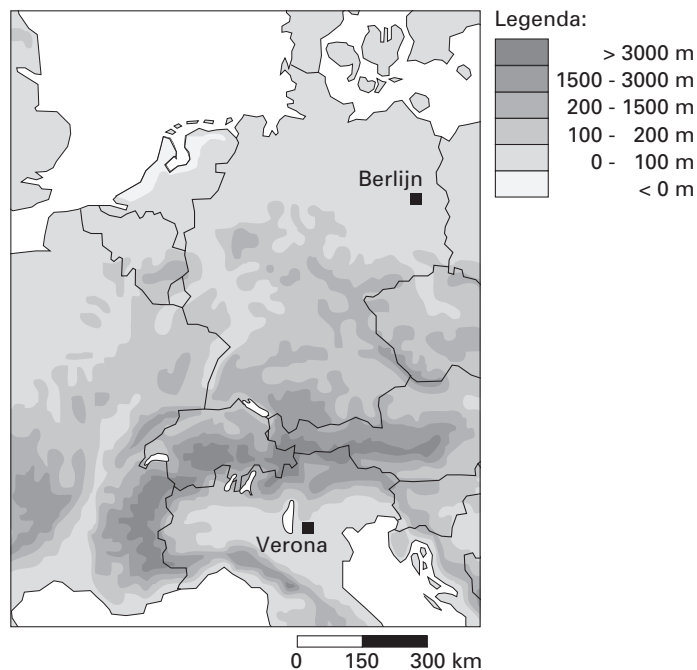 Legenda:
> 3000 m
1500 - 3000 m
200 - 1500 m
100 - 200 m
0 - 100 m
< 0 m
Berlijn
Verona
0 150 300 km